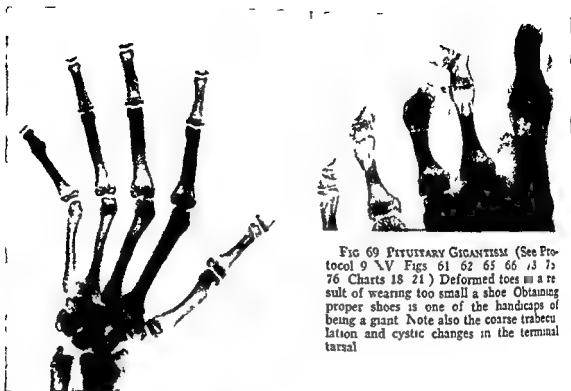 FIG 69 PITUITARY GIGANTISM (See Pro-
tocol 9 Figs 61 62 65 66
76 Charts 18 21 ) Deformed toes a re
sult of wearing too small a shoe Obtaining
proper shoes is one of the handicaps of
being a giant Note also the coarse trabecu
lation and cystic changes in the terminal
tarsal